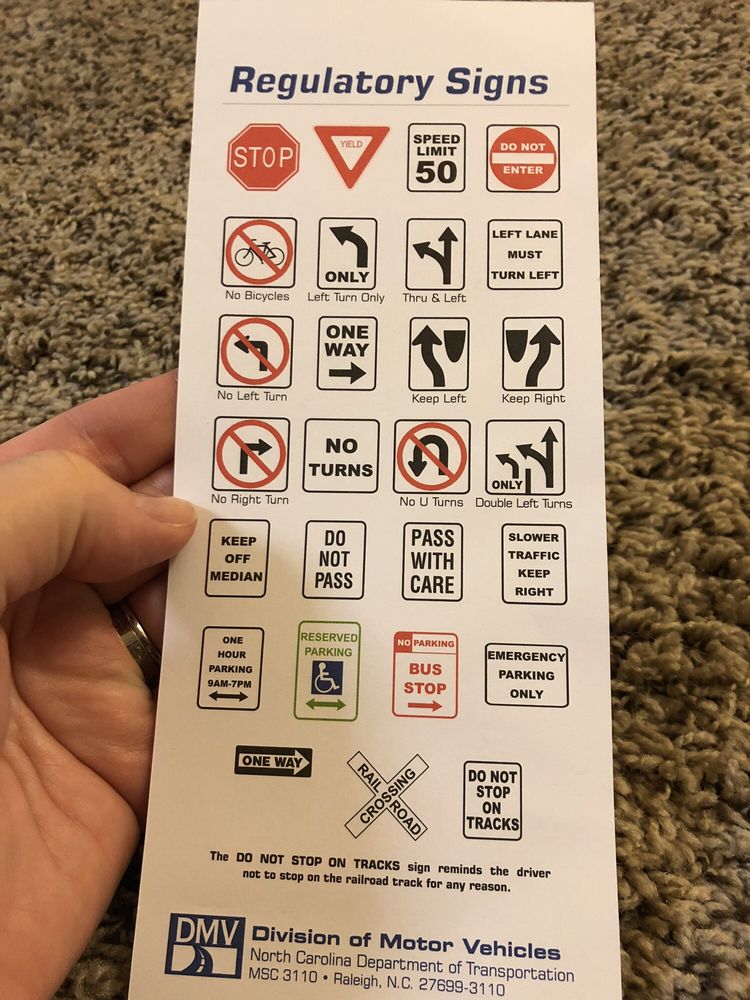 Regulatory Signs
STOP
YIELD
SPEED
LIMIT
50
DO NOT
ENTER
ONLY
LEFT LANE
MUST
TURN LEFT
No Bicycles
Left Turn Only
Thru & Left
ONE
WAY
No Left Turn
Keep Left
Keep Right
NO
TURNS
ONLY
No Right Turn
No U Turns
Double Left Turns
KEEP
OFF
MEDIAN
DO
NOT
PASS
PASS
WITH
CARE
SLOWER
TRAFFIC
KEEP
RIGHT
ONE
HOUR
PARKING
9AM-7PM
RESERVED
PARKING
NO PARKING
BUS
STOP
EMERGENCY
PARKING
ONLY
ONE WAY
RAIL ROAD
CROSSING
DO NOT
STOP
ON
TRACKS
The DO NOT STOP ON TRACKS sign reminds the driver
not to stop on the railroad track for any reason.
DMV
Division of Motor Vehicles
North Carolina Department of Transportation
MSC 3110 • Raleigh, N.C. 27699-3110